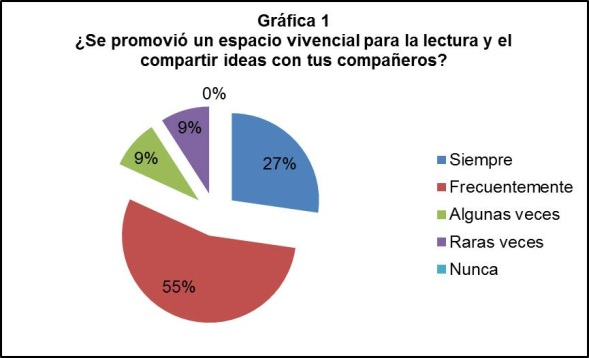 Gráfica 1
¿Se promovió un espacio vivencial para la lectura y el
compartir ideas con tus compañeros?
0%
9%
27%
9%
55%
Siempre
Frecuentemente
Algunas veces
Raras veces
Nunca